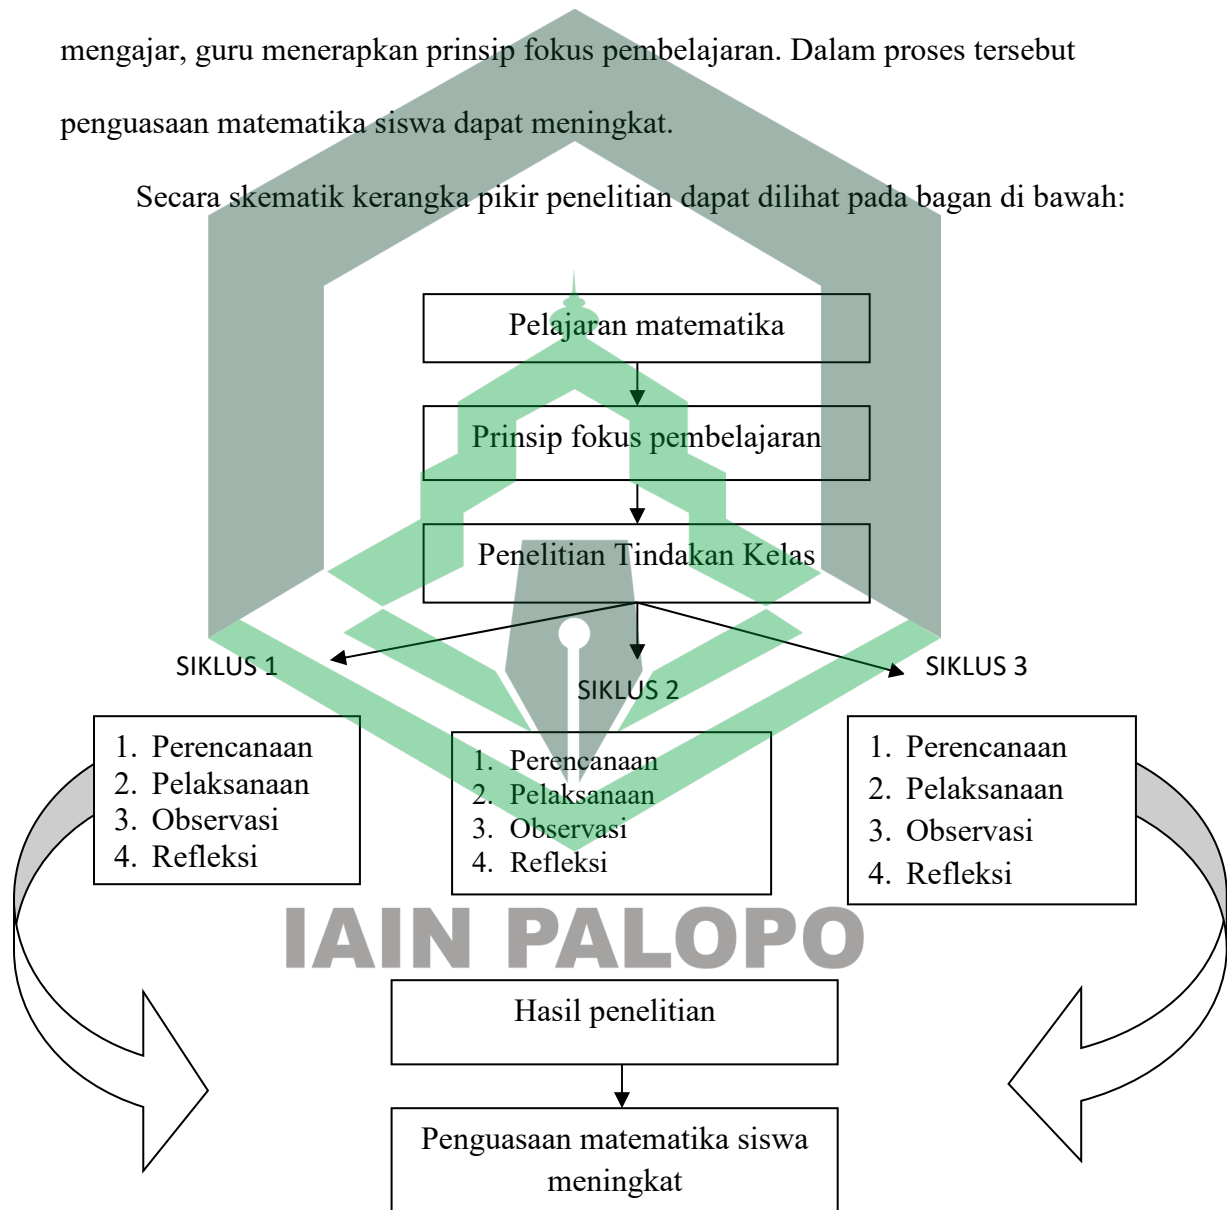 mengajar, guru menerapkan prinsip fokus pembelajaran. Dalam proses tersebut
penguasaan matematika siswa dapat meningkat.
Secara skematik kerangka pikir penelitian dapat dilihat pada bagan di bawah:
Pelajaran matematika
Prinsip fokus pembelajaran
Penelitian Tindakan Kelas
SIKLUS 1
SIKLUS 2
SIKLUS 3
1. Perencanaan
2. Pelaksanaan
3. Observasi
4. Refleksi
1. Perencanaan
2. Pelaksanaan
3. Observasi
4. Refleksi
1. Perencanaan
2. Pelaksanaan
3. Observasi
4. Refleksi
IAIN PALOPO
Hasil penelitian
Penguasaan matematika siswa
meningkat